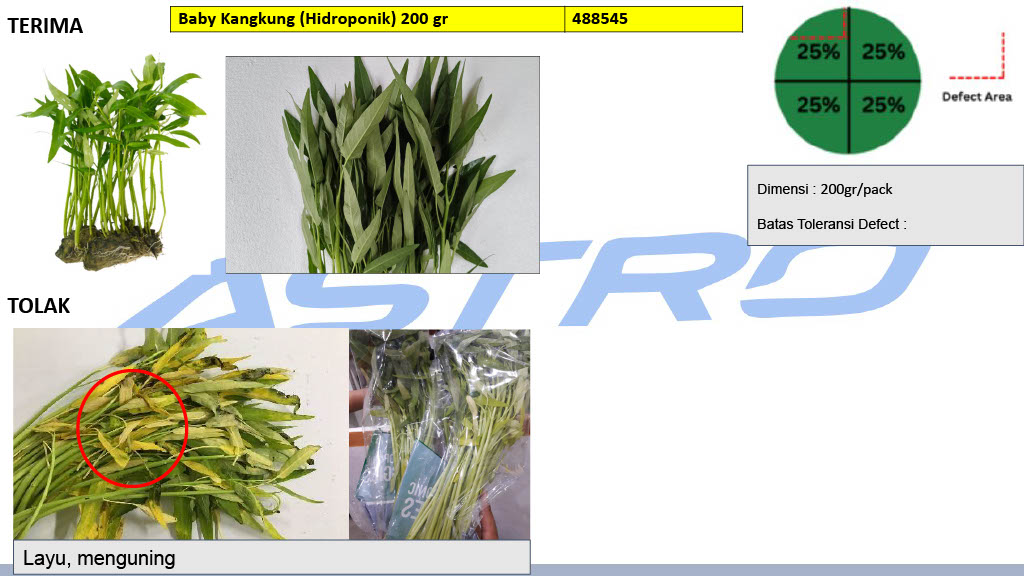 TERIMA
Baby Kangkung (Hidroponik) 200 gr 488545
25% 25%
25% 25%
Defect Area
Dimensi : 200gr/pack
Batas Toleransi Defect :
ASTRO
TOLAK
Layu, menguning